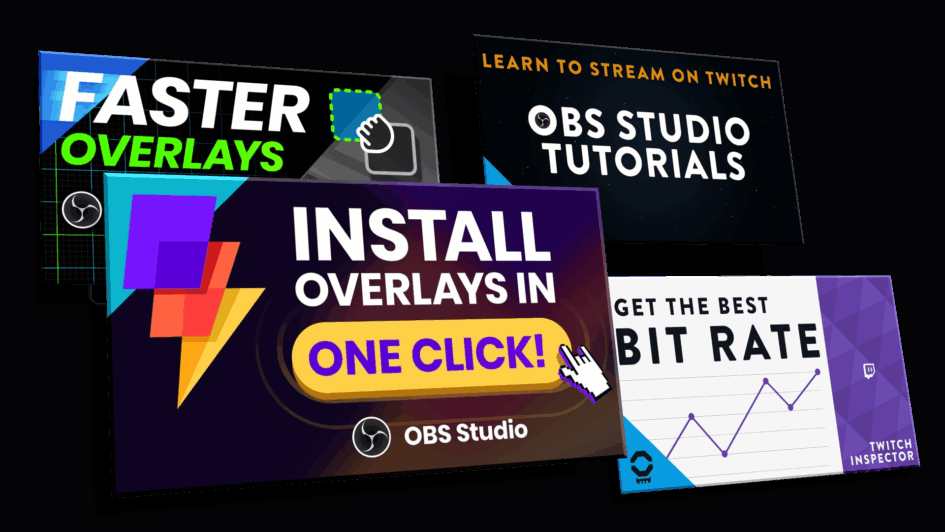 FASTER
OVERLAYS
LEARN TO STREAM ON TWITCH
OBS STUDIO
TUTORIALS
INSTALL
OVERLAYS IN
ONE CLICK!
OBS Studio
GET THE BEST
BIT RATE
TWITCH
INSPECTOR